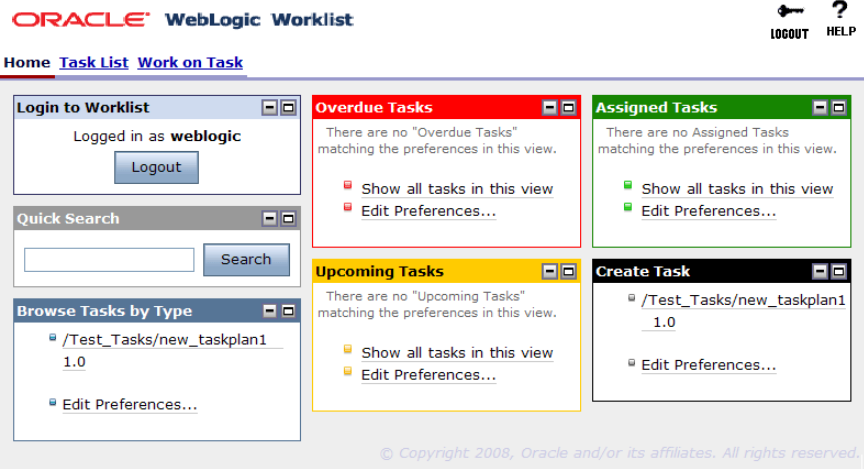 ORACLE WebLogic Worklist
LOGOUT HELP
Home Task List Work on Task
Login to Worklist
Logged in as weblogic
Logout
Quick Search
Search
Browse Tasks by Type
/Test_Tasks/new_taskplan1
1.0
Edit Preferences...
Overdue Tasks
There are no "Overdue Tasks"
matching the preferences in this view.
Show all tasks in this view
Edit Preferences...
Upcoming Tasks
There are no "Upcoming Tasks"
matching the preferences in this view.
Show all tasks in this view
Edit Preferences...
Assigned Tasks
There are no Assigned Tasks
matching the preferences in this view.
Show all tasks in this view
Edit Preferences...
Create Task
/Test_Tasks/new_taskplan1
1.0
Edit Preferences...
© Copyright 2008, Oracle and/or its affiliates. All rights reserved.